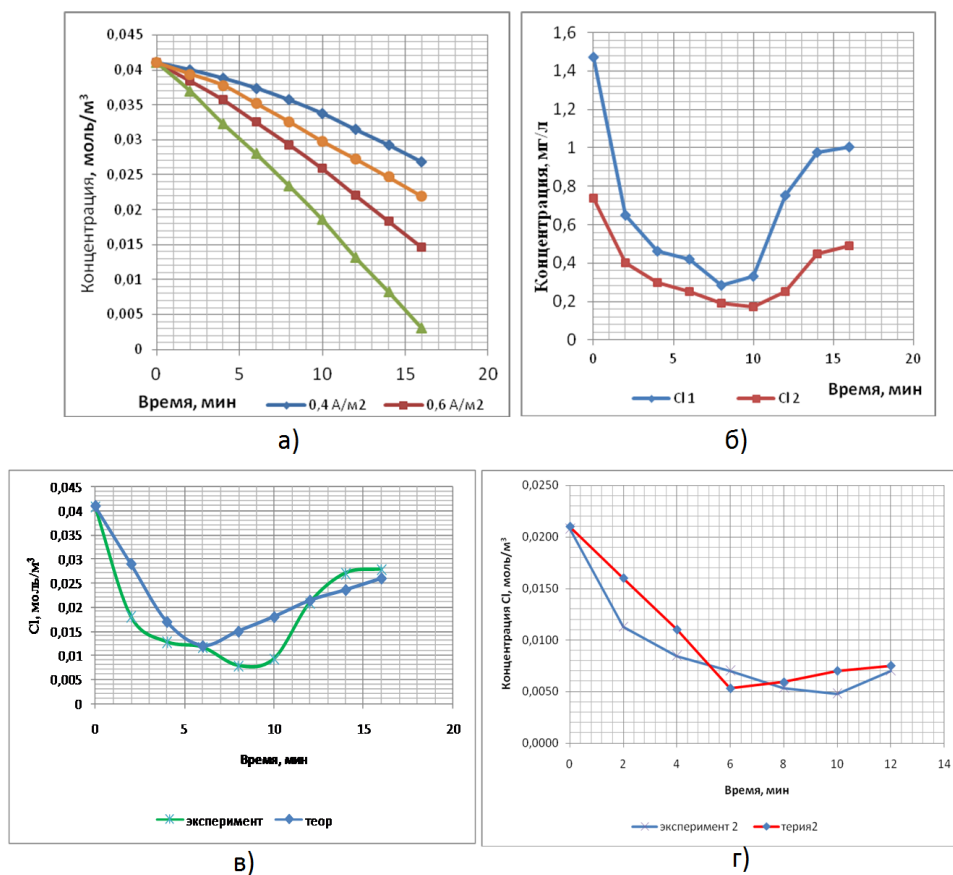 0,045
0,04
0,035
0,03
0,025
0,02
0,015
0,01
0,005
0
Концентрация, моль/м³
0 5 10 15 20
Время, мин
0,4 А/м2 0,6 А/м2
а)
1,6
1,4
1,2
1
0,8
0,6
0,4
0,2
0
Концентрация, мг/л
0 5 10 15 20
Время, мин
Cl 1 Cl 2
б)
0,045
0,04
0,035
0,03
0,025
0,02
0,015
0,01
0,005
0
Cl, моль/м³
0 5 10 15 20
Время, мин
эксперимент теор
в)
0,0250
0,0200
0,0150
0,0100
0,0050
0,0000
Концентрация Cl, моль/м³
0 2 4 6 8 10 12 14
Время, мин
эксперимент 2 терия2
г)